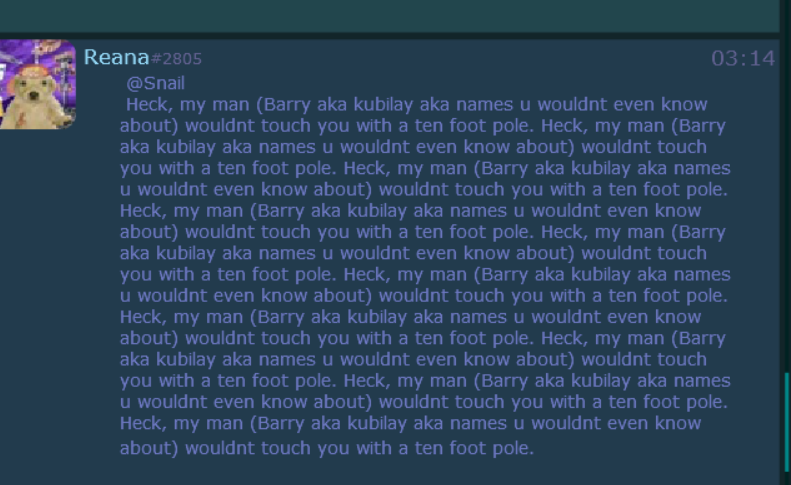 Reana#2805 03:14
@Snail
Heck, my man (Barry aka kubilay aka names u wouldnt even know
about) wouldnt touch you with a ten foot pole. Heck, my man (Barry
aka kubilay aka names u wouldnt even know about) wouldnt touch
you with a ten foot pole. Heck, my man (Barry aka kubilay aka names
u wouldnt even know about) wouldnt touch you with a ten foot pole.
Heck, my man (Barry aka kubilay aka names u wouldnt even know
about) wouldnt touch you with a ten foot pole. Heck, my man (Barry
aka kubilay aka names u wouldnt even know about) wouldnt touch
you with a ten foot pole. Heck, my man (Barry aka kubilay aka names
u wouldnt even know about) wouldnt touch you with a ten foot pole.
Heck, my man (Barry aka kubilay aka names u wouldnt even know
about) wouldnt touch you with a ten foot pole. Heck, my man (Barry
aka kubilay aka names u wouldnt even know about) wouldnt touch
you with a ten foot pole. Heck, my man (Barry aka kubilay aka names
u wouldnt even know about) wouldnt touch you with a ten foot pole.
Heck, my man (Barry aka kubilay aka names u wouldnt even know
about) wouldnt touch you with a ten foot pole.